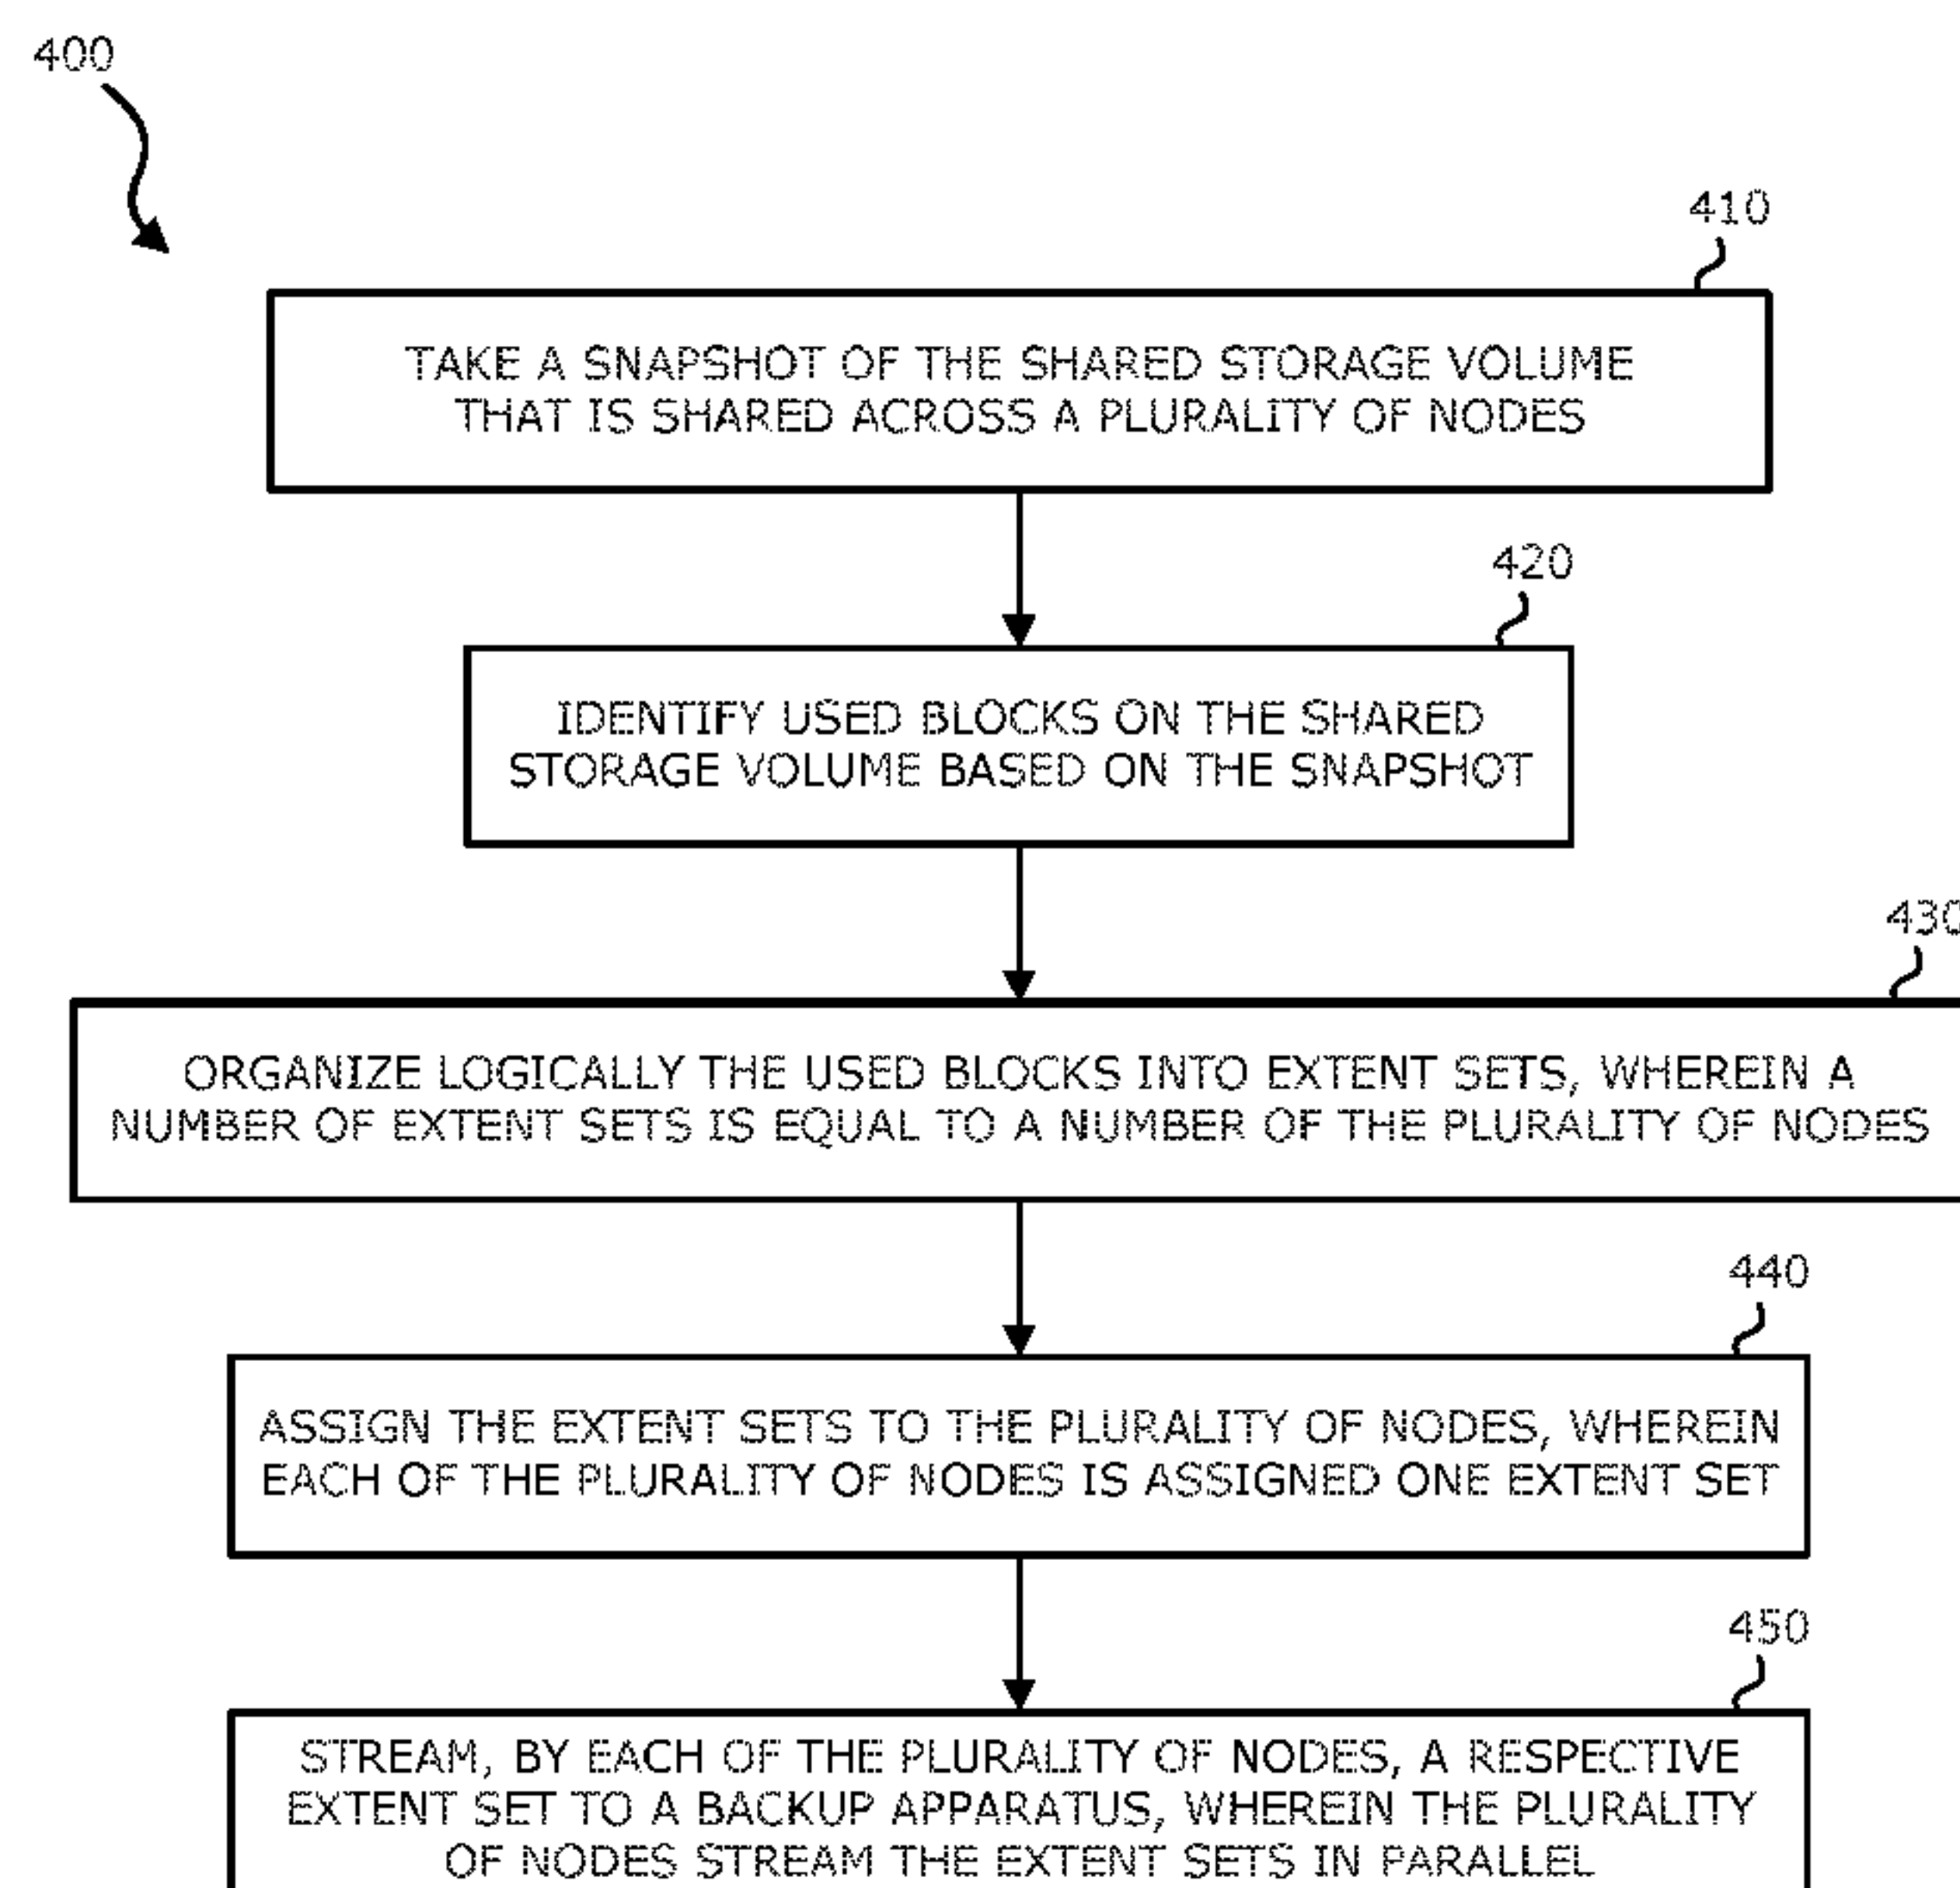 400
410
TAKE A SNAPSHOT OF THE SHARED STORAGE VOLUME
THAT IS SHARED ACROSS A PLURALITY OF NODES
420
IDENTIFY USED BLOCKS ON THE SHARED
STORAGE VOLUME BASED ON THE SNAPSHOT
430
ORGANIZE LOGICALLY THE USED BLOCKS INTO EXTENT SETS, WHEREIN A
NUMBER OF EXTENT SETS IS EQUAL TO A NUMBER OF THE PLURALITY OF NODES
440
ASSIGN THE EXTENT SETS TO THE PLURALITY OF NODES, WHEREIN
EACH OF THE PLURALITY OF NODES IS ASSIGNED ONE EXTENT SET
450
STREAM, BY EACH OF THE PLURALITY OF NODES, A RESPECTIVE
EXTENT SET TO A BACKUP APPARATUS, WHEREIN THE PLURALITY
OF NODES STREAM THE EXTENT SETS IN PARALLEL